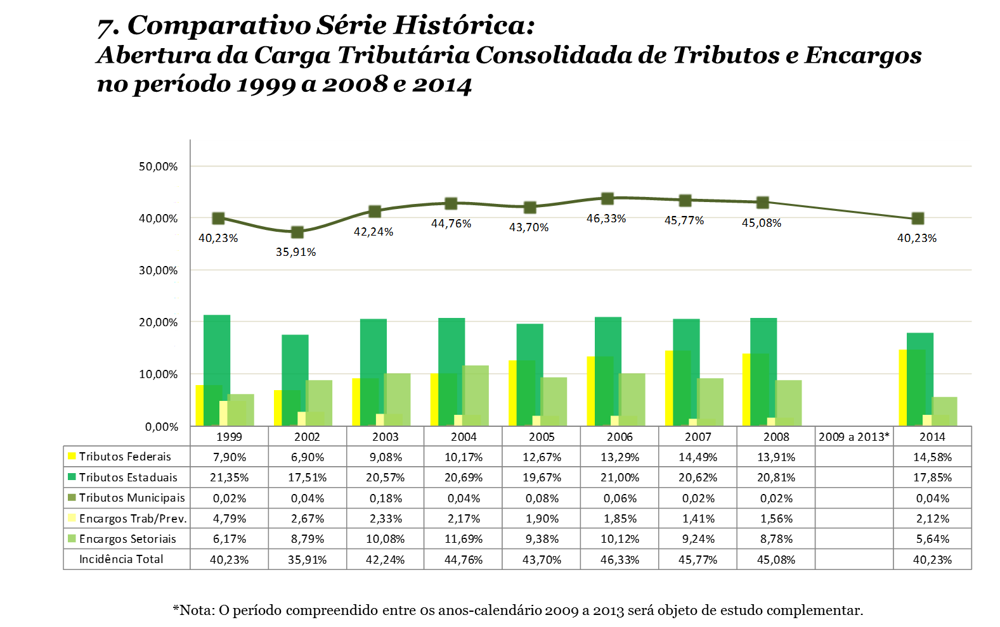 7. Comparativo Série Histórica:
Abertura da Carga Tributária Consolidada de Tributos e Encargos
no período 1999 a 2008 e 2014
50,00%
40,00%
30,00%
20,00%
10,00%
0,00%
40,23%
35,91%
42,24%
44,76%
43,70%
46,33%
45,77%
45,08%
40,23%
1999 2002 2003 2004 2005 2006 2007 2008 2009 a 2013* 2014
Tributos Federais 7,90% 6,90% 9,08% 10,17% 12,67% 13,29% 14,49% 13,91% 14,58%
Tributos Estaduais 21,35% 17,51% 20,57% 20,69% 19,67% 21,00% 20,62% 20,81% 17,85%
Tributos Municipais 0,02% 0,04% 0,18% 0,04% 0,08% 0,06% 0,02% 0,02% 0,04%
Encargos Trab/Prev. 4,79% 2,67% 2,33% 2,17% 1,90% 1,85% 1,41% 1,56% 2,12%
Encargos Setoriais 6,17% 8,79% 10,08% 11,69% 9,38% 10,12% 9,24% 8,78% 5,64%
Incidência Total 40,23% 35,91% 42,24% 44,76% 43,70% 46,33% 45,77% 45,08% 40,23%
*Nota: O período compreendido entre 0s anos-calendário 2009 a 2013 será objeto de estudo complementar.